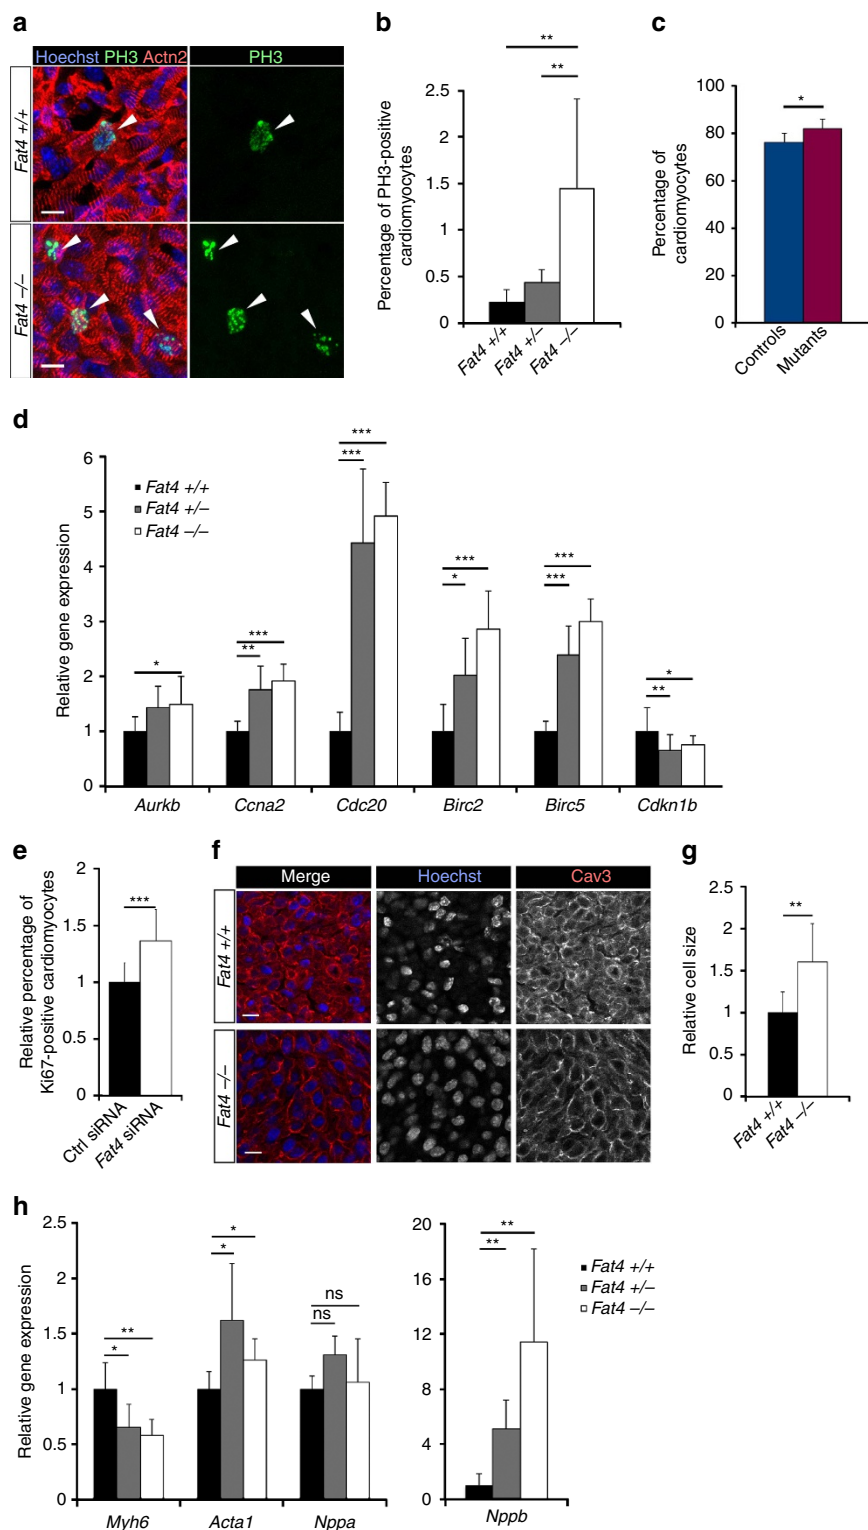 a
Hoechst PH3 Actn2
PH3
Fat4 +/+
Fat4 –/–
b
Percentage of PH3-positive
cardiomyocytes
2.5
2
1.5
1
0.5
0
**
**
Fat4 +/+
Fat4 +/–
Fat4 –/–
c
Percentage of
cardiomyocytes
100
80
60
40
20
0
*
Controls
Mutants
d
Relative gene expression
6
5
4
3
2
1
0
Fat4 +/+
Fat4 +/–
Fat4 –/–
*
***
**
***
***
***
*
***
***
*
**
Aurkb
Ccna2
Cdc20
Birc2
Birc5
Cdkn1b
e
Relative percentage of
Ki67-positive cardiomyocytes
2
1.5
1
0.5
0
***
Ctrl siRNA
Fat4 siRNA
f
Merge
Hoechst
Cav3
Fat4 +/+
Fat4 –/–
g
Relative cell size
2.5
2
1.5
1
0.5
0
**
Fat4 +/+
Fat4 –/–
h
Relative gene expression
2.5
2
1.5
1
0.5
0
**
*
*
*
ns
ns
Myh6
Acta1
Nppa
20
16
12
8
4
0
**
**
Nppb
Fat4 +/+
Fat4 +/–
Fat4 –/–